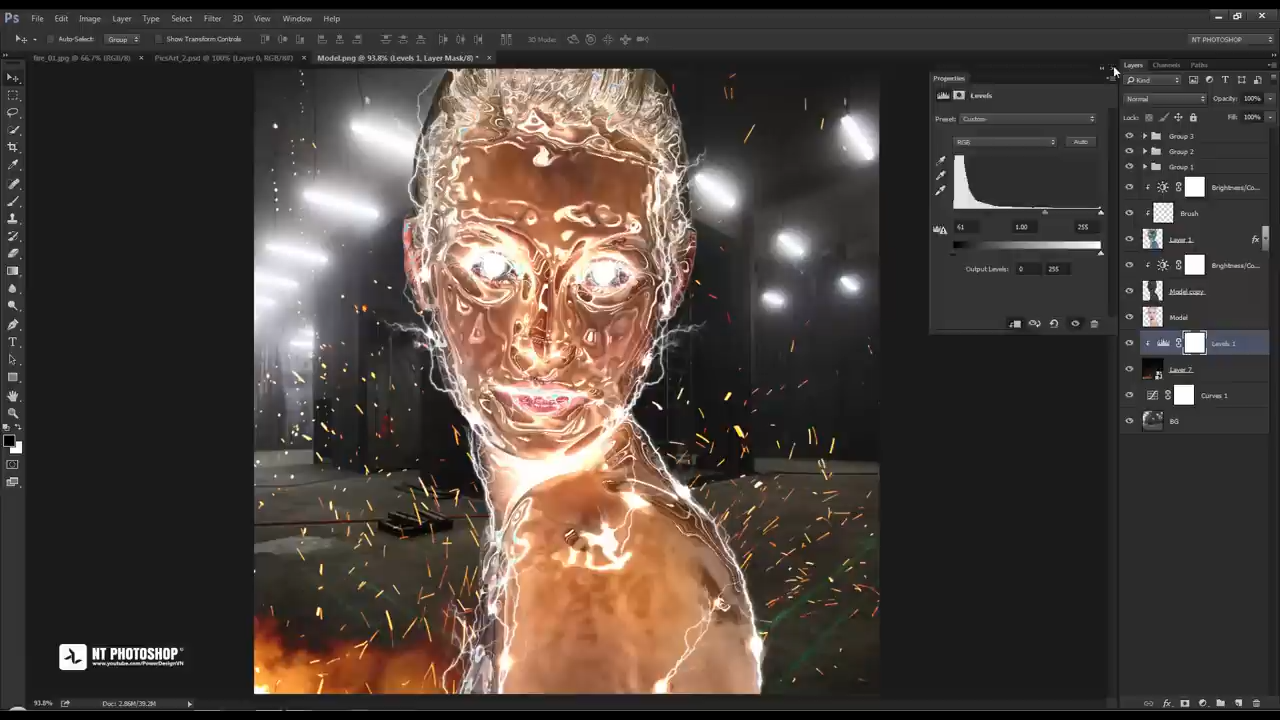 Ps File Edit Image Layer Type Select Filter 3D View Window Help
Auto-Select: Group Show Transform Controls 3D Mode: NT PHOTOSHOP
fire_01.jpg @ 66.7% (RGB/8) × PicsArt_2.psd @ 100% (Layer 0, RGB/8#) × Model.png @ 93.8% (Levels 1, Layer Mask/8) * ×
Properties
Levels
Preset: Custom
RGB Auto
61 1.00 255
Output Levels: 0 255
Layers Channels Paths
Kind
Normal Opacity: 100%
Lock: Fill: 100%
Group 3
Group 2
Group 1
Brightness/Co...
Brush
Layer 1 fx
Brightness/Co...
Model copy
Model
Levels 1
Layer 7
Curves 1
BG
NT PHOTOSHOP
www.youtube.com/PowerDesignVN
93.8% Doc: 2.86M/39.2M